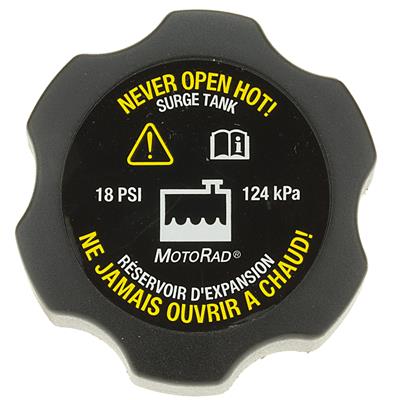 NEVER OPEN HOT!
SURGE TANK
18 PSI 124 kPa
MOTORAD®
RÉSERVOIR D'EXPANSION
NE JAMAIS OUVRIR A CHAUD!